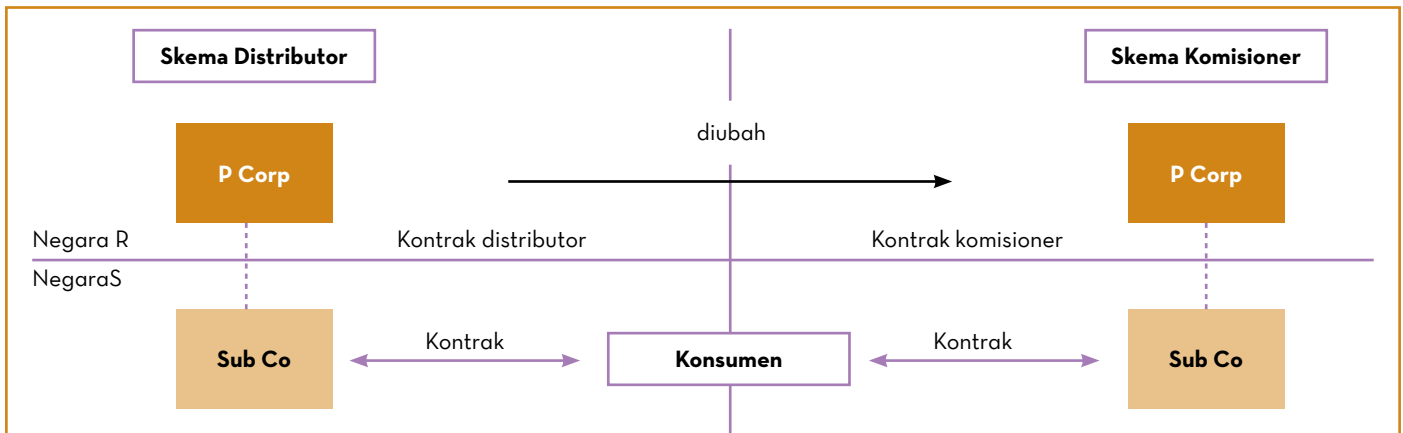 Skema Distributor
Skema Komisioner
diubah
P Corp
P Corp
Negara R
Kontrak distributor
Kontrak komisioner
NegaraS
Kontrak
Kontrak
Sub Co
Konsumen
Sub Co